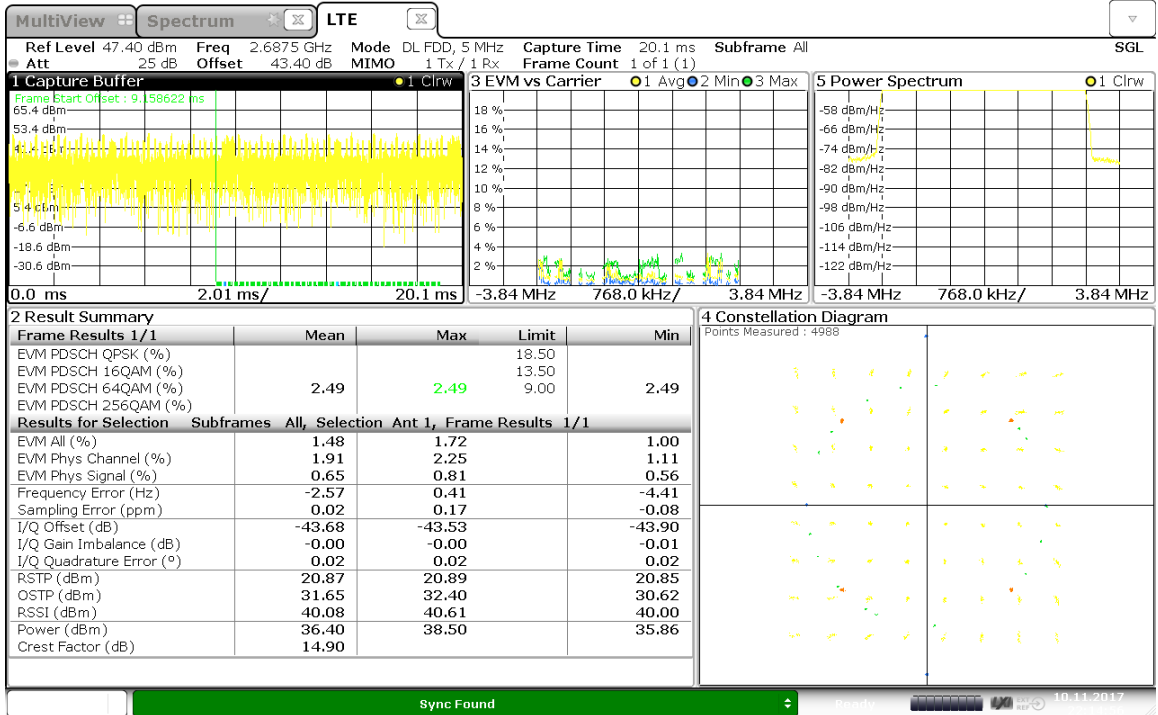 MultiView Spectrum LTE
Ref Level 47.40 dBm Freq 2.6875 GHz Mode DL FDD, 5 MHz Capture Time 20.1 ms Subframe All SGL
Att 25 dB Offset 43.40 dB MIMO 1 Tx / 1 Rx Frame Count 1 of 1 (1)
1 Capture Buffer 1 Clrw
Frame Start Offset : 9.158622 ms
65.4 dBm
53.4 dBm
41.4 dBm
5.4 dBm
-6.6 dBm
-18.6 dBm
-30.6 dBm
0.0 ms 2.01 ms/ 20.1 ms
3 EVM vs Carrier 1 Avg 2 Min 3 Max
18 %
16 %
14 %
12 %
10 %
8 %
6 %
4 %
2 %
-3.84 MHz 768.0 kHz/ 3.84 MHz
5 Power Spectrum 1 Clrw
-58 dBm/Hz
-66 dBm/Hz
-74 dBm/Hz
-82 dBm/Hz
-90 dBm/Hz
-98 dBm/Hz
-106 dBm/Hz
-114 dBm/Hz
-122 dBm/Hz
-3.84 MHz 768.0 kHz/ 3.84 MHz
2 Result Summary
Frame Results 1/1 Mean Max Limit Min
EVM PDSCH QPSK (%) 18.50
EVM PDSCH 16QAM (%) 13.50
EVM PDSCH 64QAM (%) 2.49 2.49 9.00 2.49
EVM PDSCH 256QAM (%)
Results for Selection Subframes All, Selection Ant 1, Frame Results 1/1
EVM All (%) 1.48 1.72 1.00
EVM Phys Channel (%) 1.91 2.25 1.11
EVM Phys Signal (%) 0.65 0.81 0.56
Frequency Error (Hz) -2.57 0.41 -4.41
Sampling Error (ppm) 0.02 0.17 -0.08
I/Q Offset (dB) -43.68 -43.53 -43.90
I/Q Gain Imbalance (dB) -0.00 -0.00 -0.01
I/Q Quadrature Error (º) 0.02 0.02 0.02
RSTP (dBm) 20.87 20.89 20.85
OSTP (dBm) 31.65 32.40 30.62
RSSI (dBm) 40.08 40.61 40.00
Power (dBm) 36.40 38.50 35.86
Crest Factor (dB) 14.90
4 Constellation Diagram
Points Measured : 4988
Sync Found
Ready
LXI
EXT
REF
10.11.2017